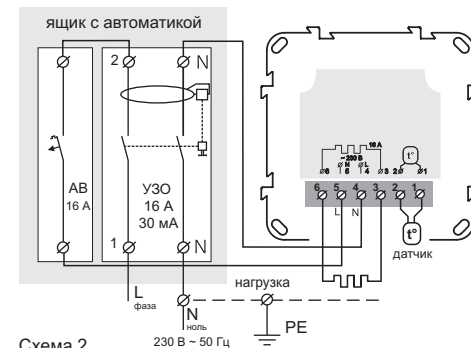 ящик с автоматикой
2 N
АВ
16 А
УЗО
16 А
30 мА
1 N
16 А
~ 230 В
N L
6 5 4 3 2 1
t°
6 5 4 3 2 1
L N
t°
датчик
нагрузка
L
фаза
N
ноль
PE
230 В ~ 50 Гц
Схема 2